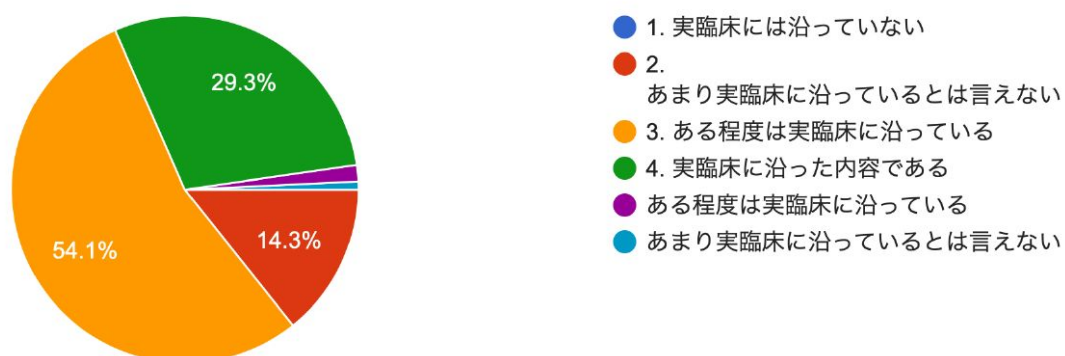 29.3%
54.1%
14.3%
1. 実臨床には沿っていない
2.
あまり実臨床に沿っているとは言えない
3. ある程度は実臨床に沿っている
4. 実臨床に沿った内容である
ある程度は実臨床に沿っている
あまり実臨床に沿っているとは言えない